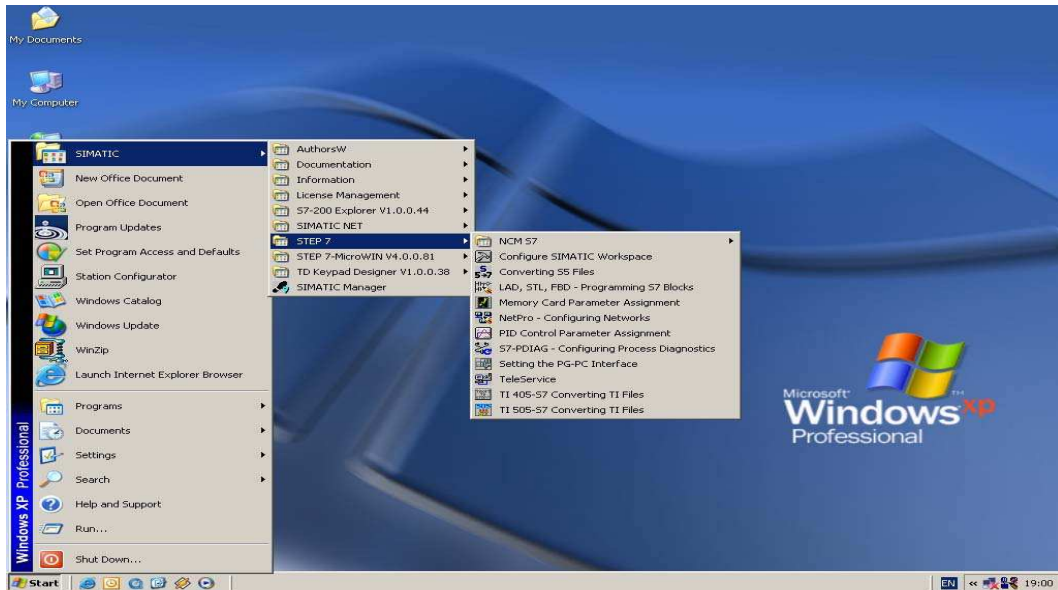 My Documents
My Computer
SIMATIC
New Office Document
Open Office Document
Program Updates
Set Program Access and Defaults
Station Configurator
Windows Catalog
Windows Update
WinZip
Launch Internet Explorer Browser
Programs
Documents
Settings
Search
Help and Support
Run...
Shut Down...
Windows XP Professional
AuthorsW
Documentation
Information
License Management
S7-200 Explorer V1.0.0.44
SIMATIC NET
STEP 7
STEP 7-MicroWIN V4.0.0.81
TD Keypad Designer V1.0.0.38
SIMATIC Manager
NCM S7
Configure SIMATIC Workspace
Converting S5 Files
LAD, STL, FBD - Programming S7 Blocks
Memory Card Parameter Assignment
NetPro - Configuring Networks
PID Control Parameter Assignment
S7-PDIAG - Configuring Process Diagnostics
Setting the PG-PC Interface
TeleService
TI 405-S7 Converting TI Files
TI 505-S7 Converting TI Files
Microsoft
Windows xp
Professional
Start
EN
19:00